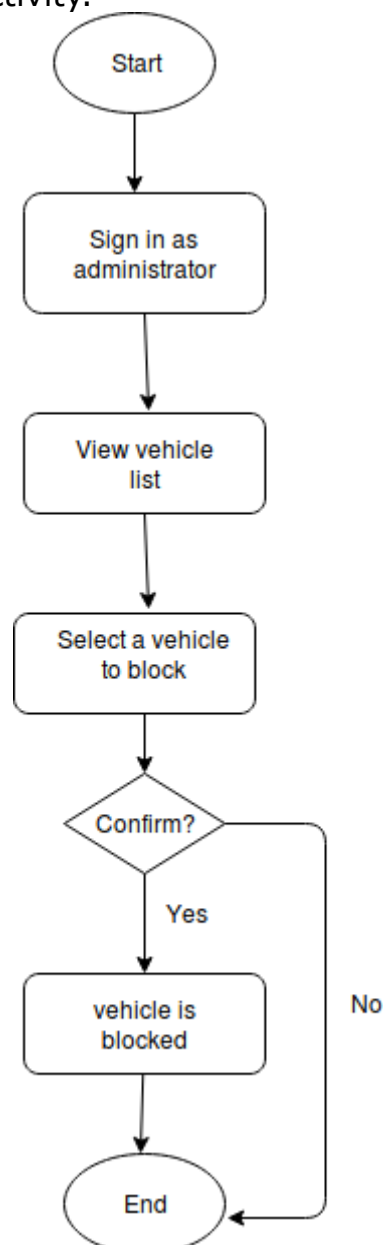 Start
Sign in as
administrator
View vehicle
list
Select a vehicle
to block
Confirm?
Yes
No
vehicle is
blocked
End